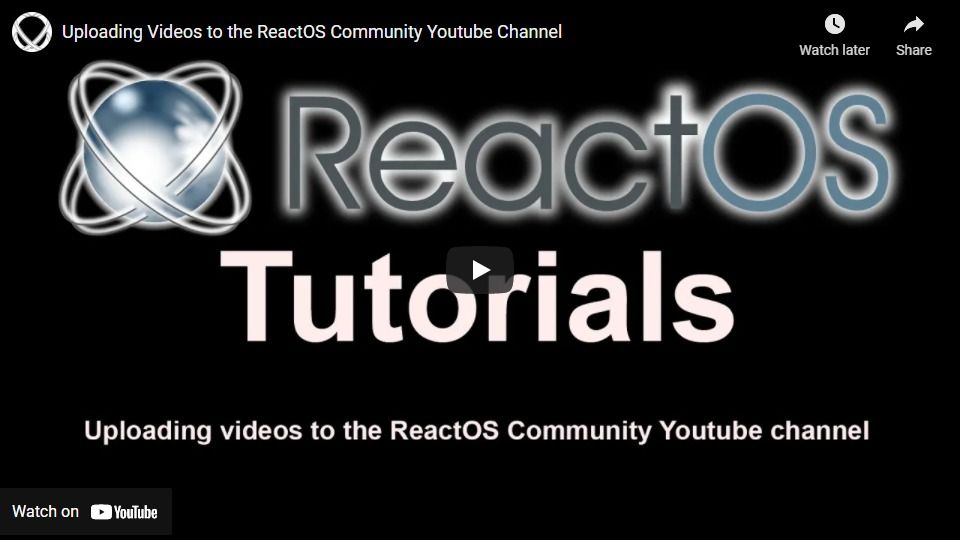 Uploading Videos to the ReactOS Community Youtube Channel
Watch later
Share
ReactOS
Tutorials
Uploading videos to the ReactOS Community Youtube channel
Watch on YouTube